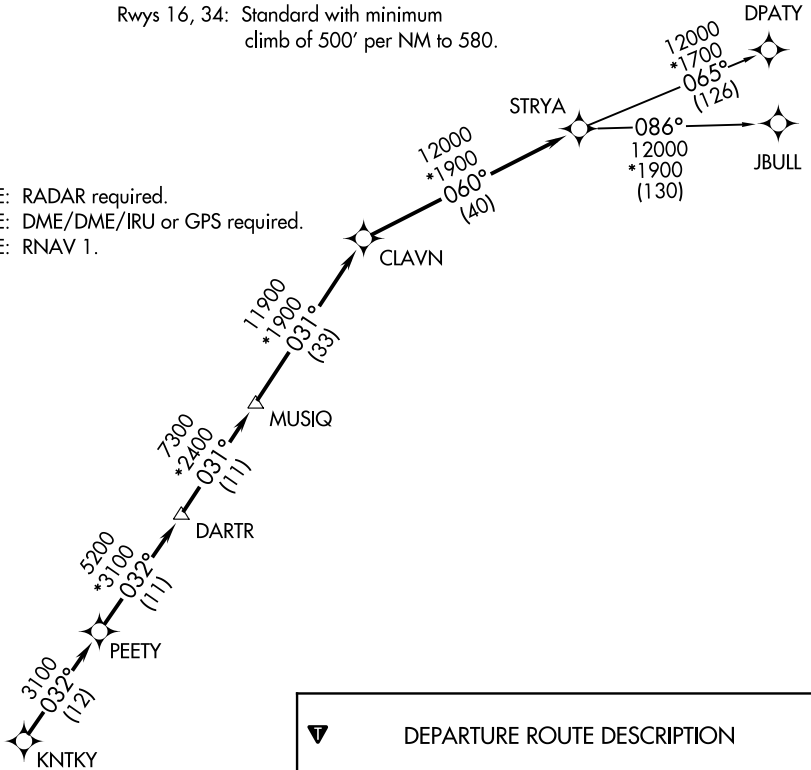 Rwys 16, 34: Standard with minimum
climb of 500' per NM to 580.
DPATY
12000
*1700
065°
(126)
STRYA
086°
12000
*1900
(130)
JBULL
12000
*1900
060°
(40)
E: RADAR required.
E: DME/DME/IRU or GPS required.
E: RNAV 1.
CLAVN
11900
*1900
031°
(33)
MUSIQ
7300
*2400
031°
(11)
DARTR
5200
*3100
032°
(11)
PEETY
3100
032°
(12)
KNTKY
T DEPARTURE ROUTE DESCRIPTION